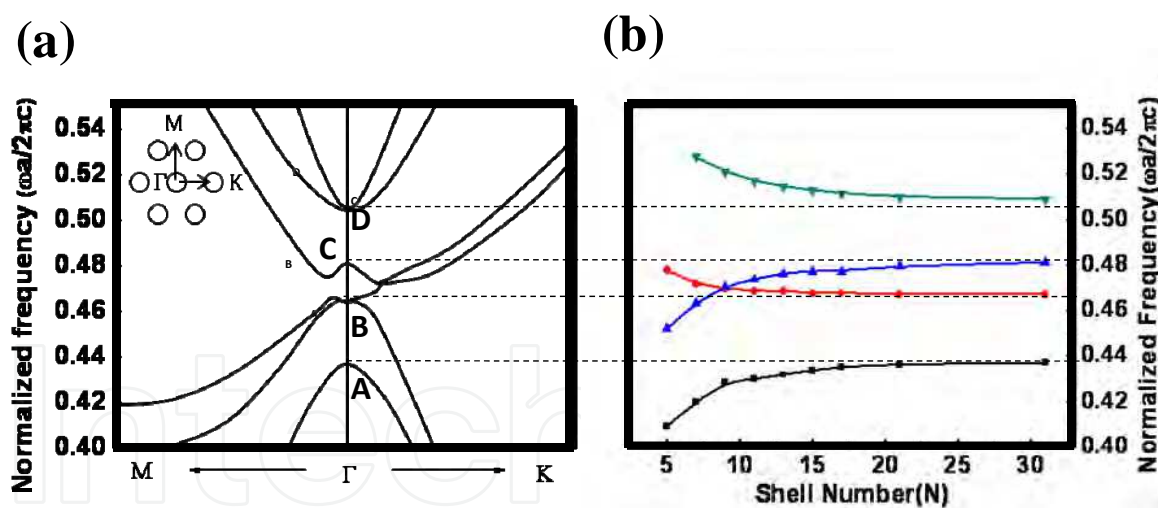 (a)
(b)
Normalized frequency (ωa/2πc)
0.54
0.52
0.50
0.48
0.46
0.44
0.42
0.40
M
Γ
K
D
C
D
C
B
B
A
M
Γ
K
Intech
0.54
0.52
0.50
0.48
0.46
0.44
0.42
0.40
Normalized Frequency(ωa/2πc)
5
10
15
20
25
30
Shell Number(N)